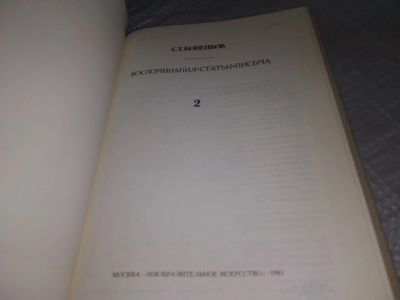 С.Т. КОНЕНКОВ
ВОСПОМИНАНИЯ • СТАТЬИ • ПИСЬМА
2
МОСКВА · «ИЗОБРАЗИТЕЛЬНОЕ ИСКУССТВО» · 1985